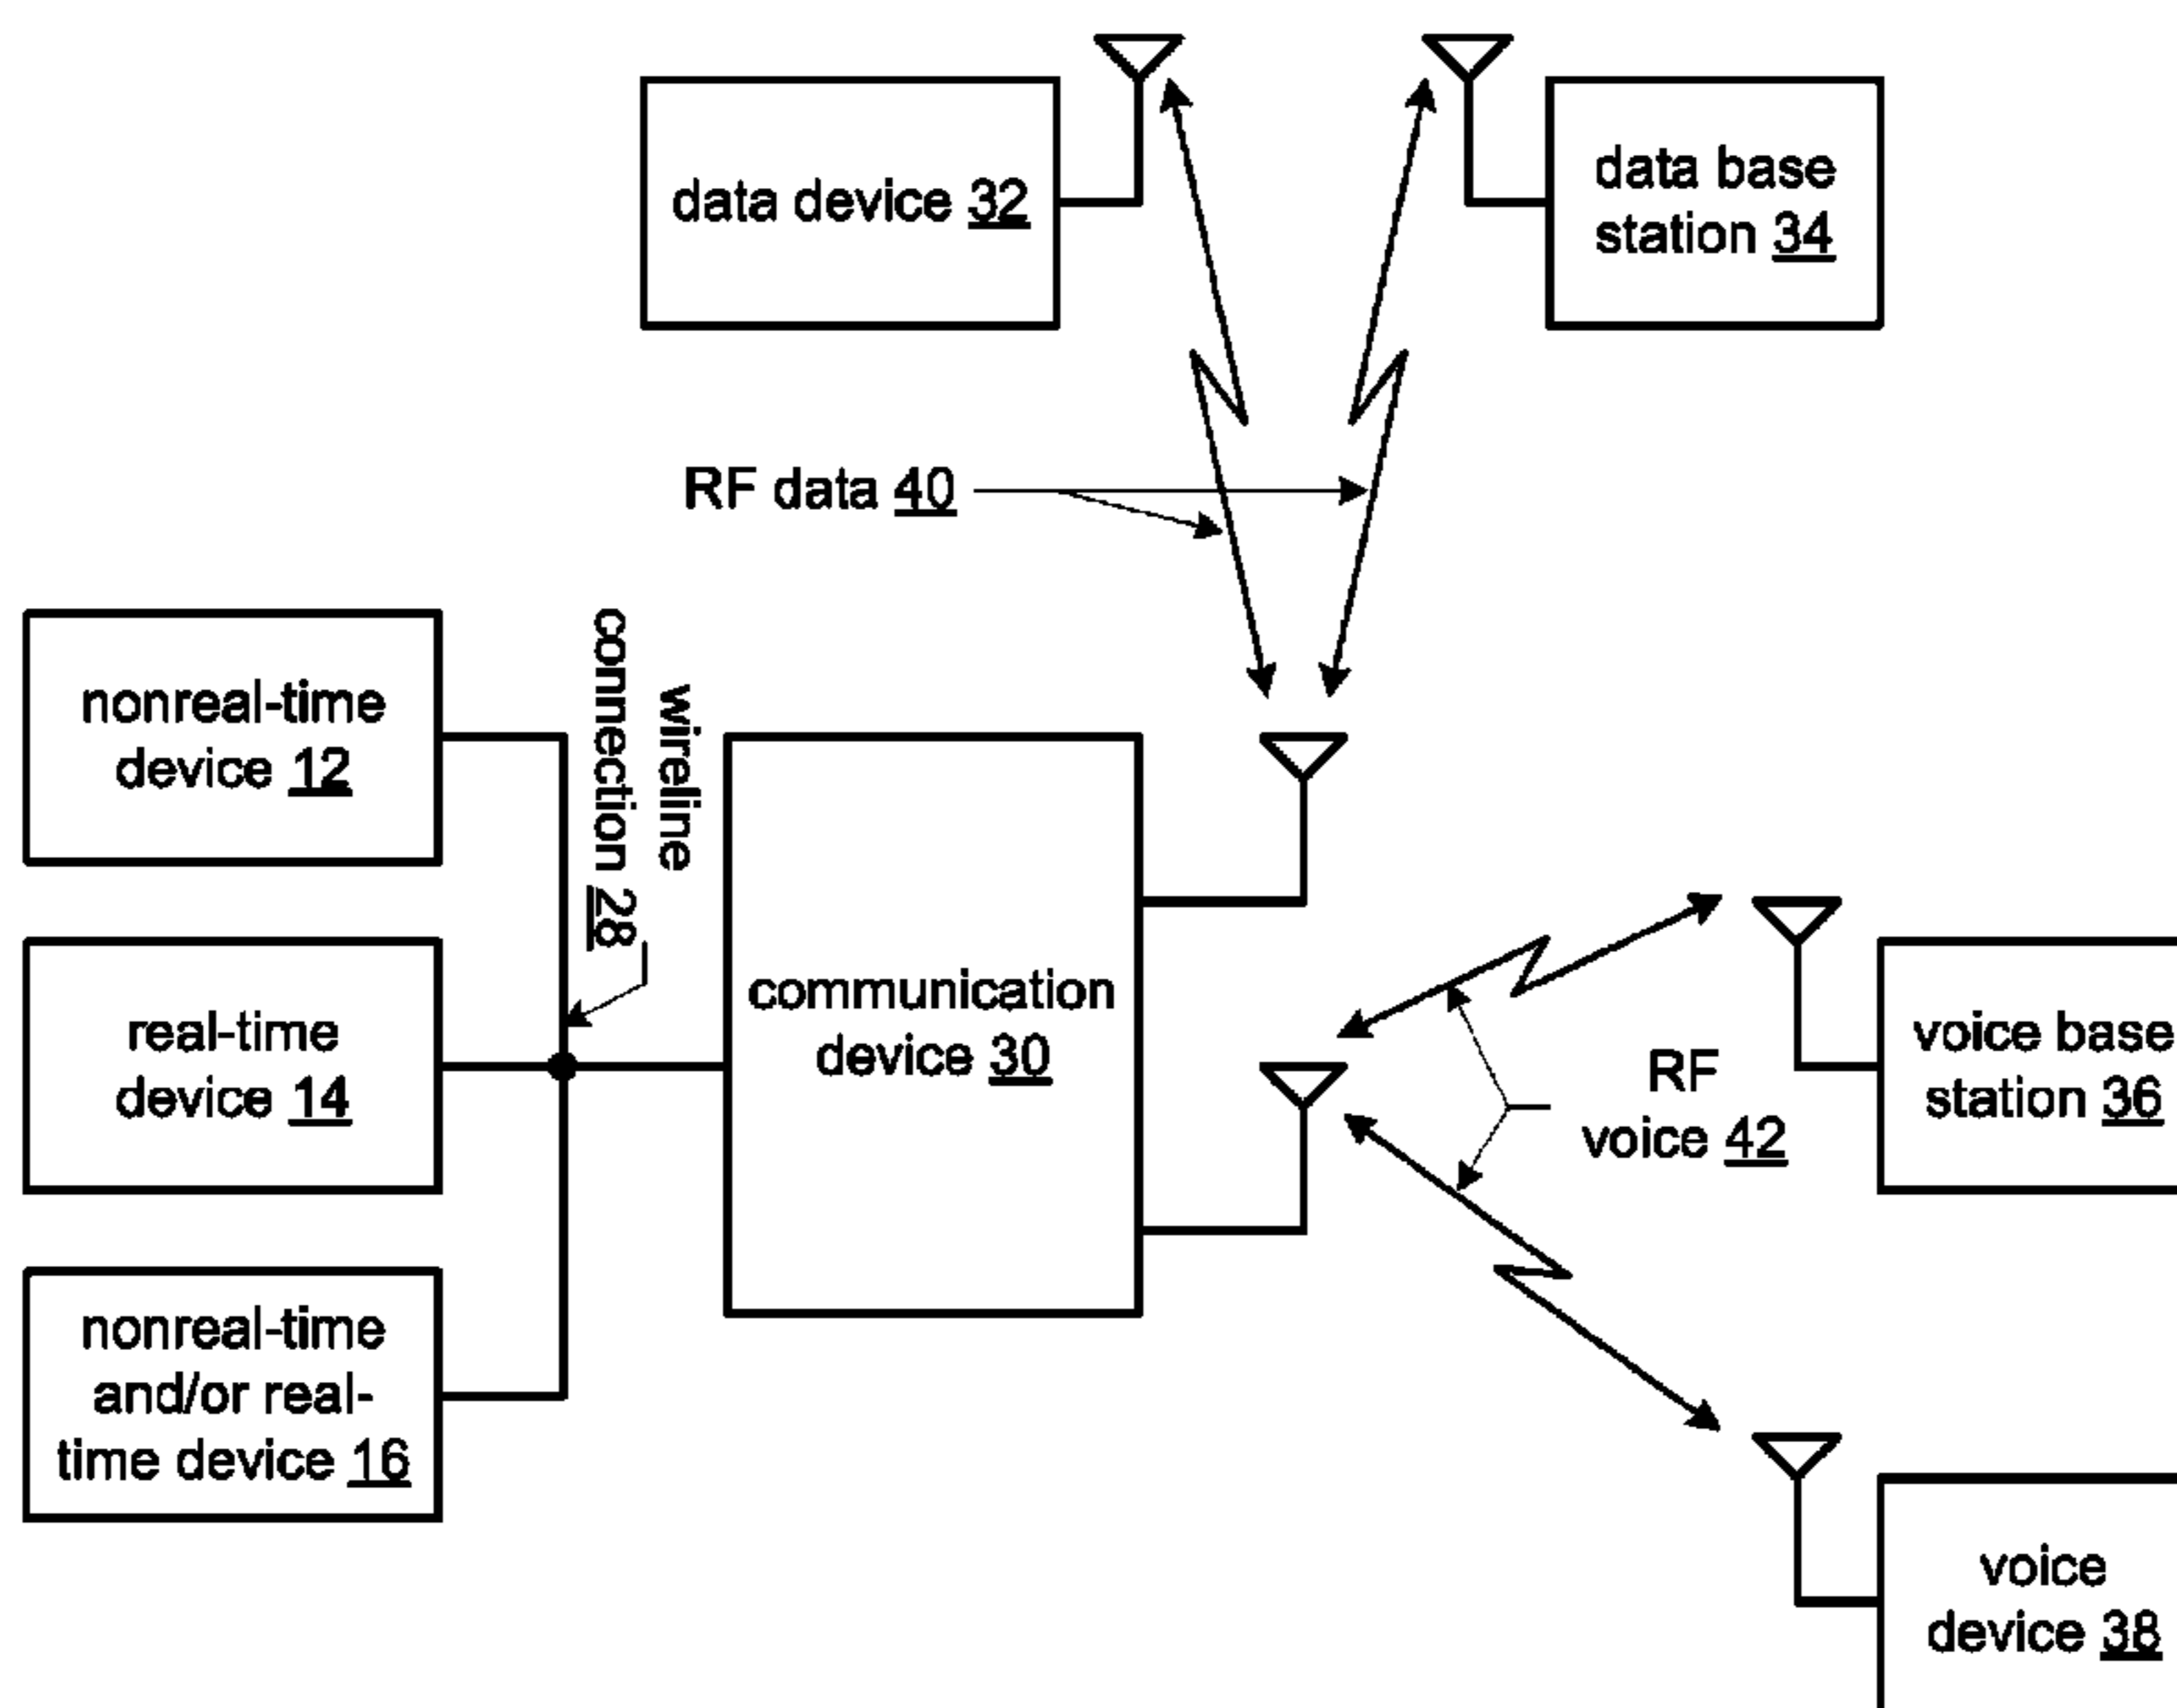 data device 32
data base
station 34
RF data 40
nonreal-time
device 12
wireline
connection 28
real-time
device 14
communication
device 30
nonreal-time
and/or real-
time device 16
voice base
station 36
RF
voice 42
voice
device 38